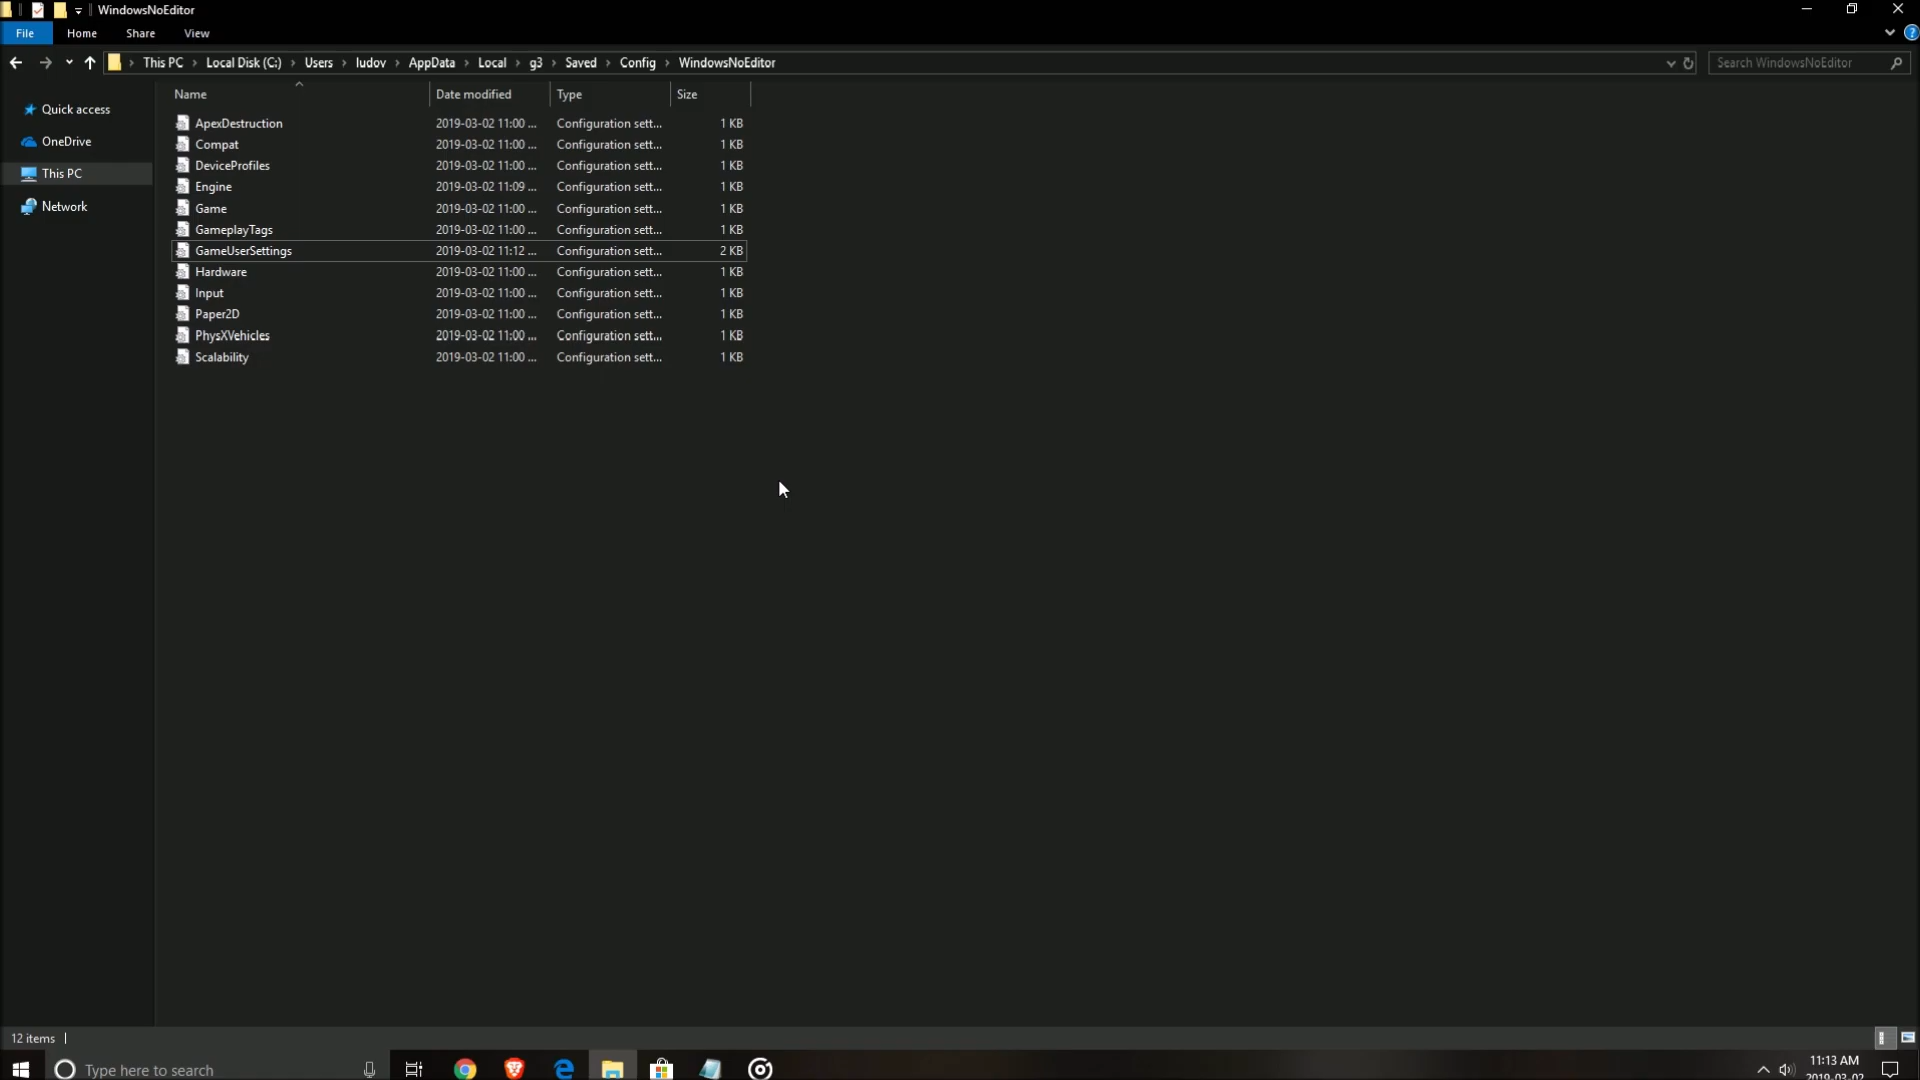 WindowsNoEditor
File Home Share View
This PC Local Disk (C:) Users ludov AppData Local g3 Saved Config WindowsNoEditor Search WindowsNoEditor
Name Date modified Type Size
Quick access
OneDrive
This PC
Network
ApexDestruction 2019-03-02 11:00 ... Configuration sett... 1 KB
Compat 2019-03-02 11:00 ... Configuration sett... 1 KB
DeviceProfiles 2019-03-02 11:00 ... Configuration sett... 1 KB
Engine 2019-03-02 11:09 ... Configuration sett... 1 KB
Game 2019-03-02 11:00 ... Configuration sett... 1 KB
GameplayTags 2019-03-02 11:00 ... Configuration sett... 1 KB
GameUserSettings 2019-03-02 11:12 ... Configuration sett... 2 KB
Hardware 2019-03-02 11:00 ... Configuration sett... 1 KB
Input 2019-03-02 11:00 ... Configuration sett... 1 KB
Paper2D 2019-03-02 11:00 ... Configuration sett... 1 KB
PhysXVehicles 2019-03-02 11:00 ... Configuration sett... 1 KB
Scalability 2019-03-02 11:00 ... Configuration sett... 1 KB
12 items
Type here to search
11:13 AM
2019-03-02